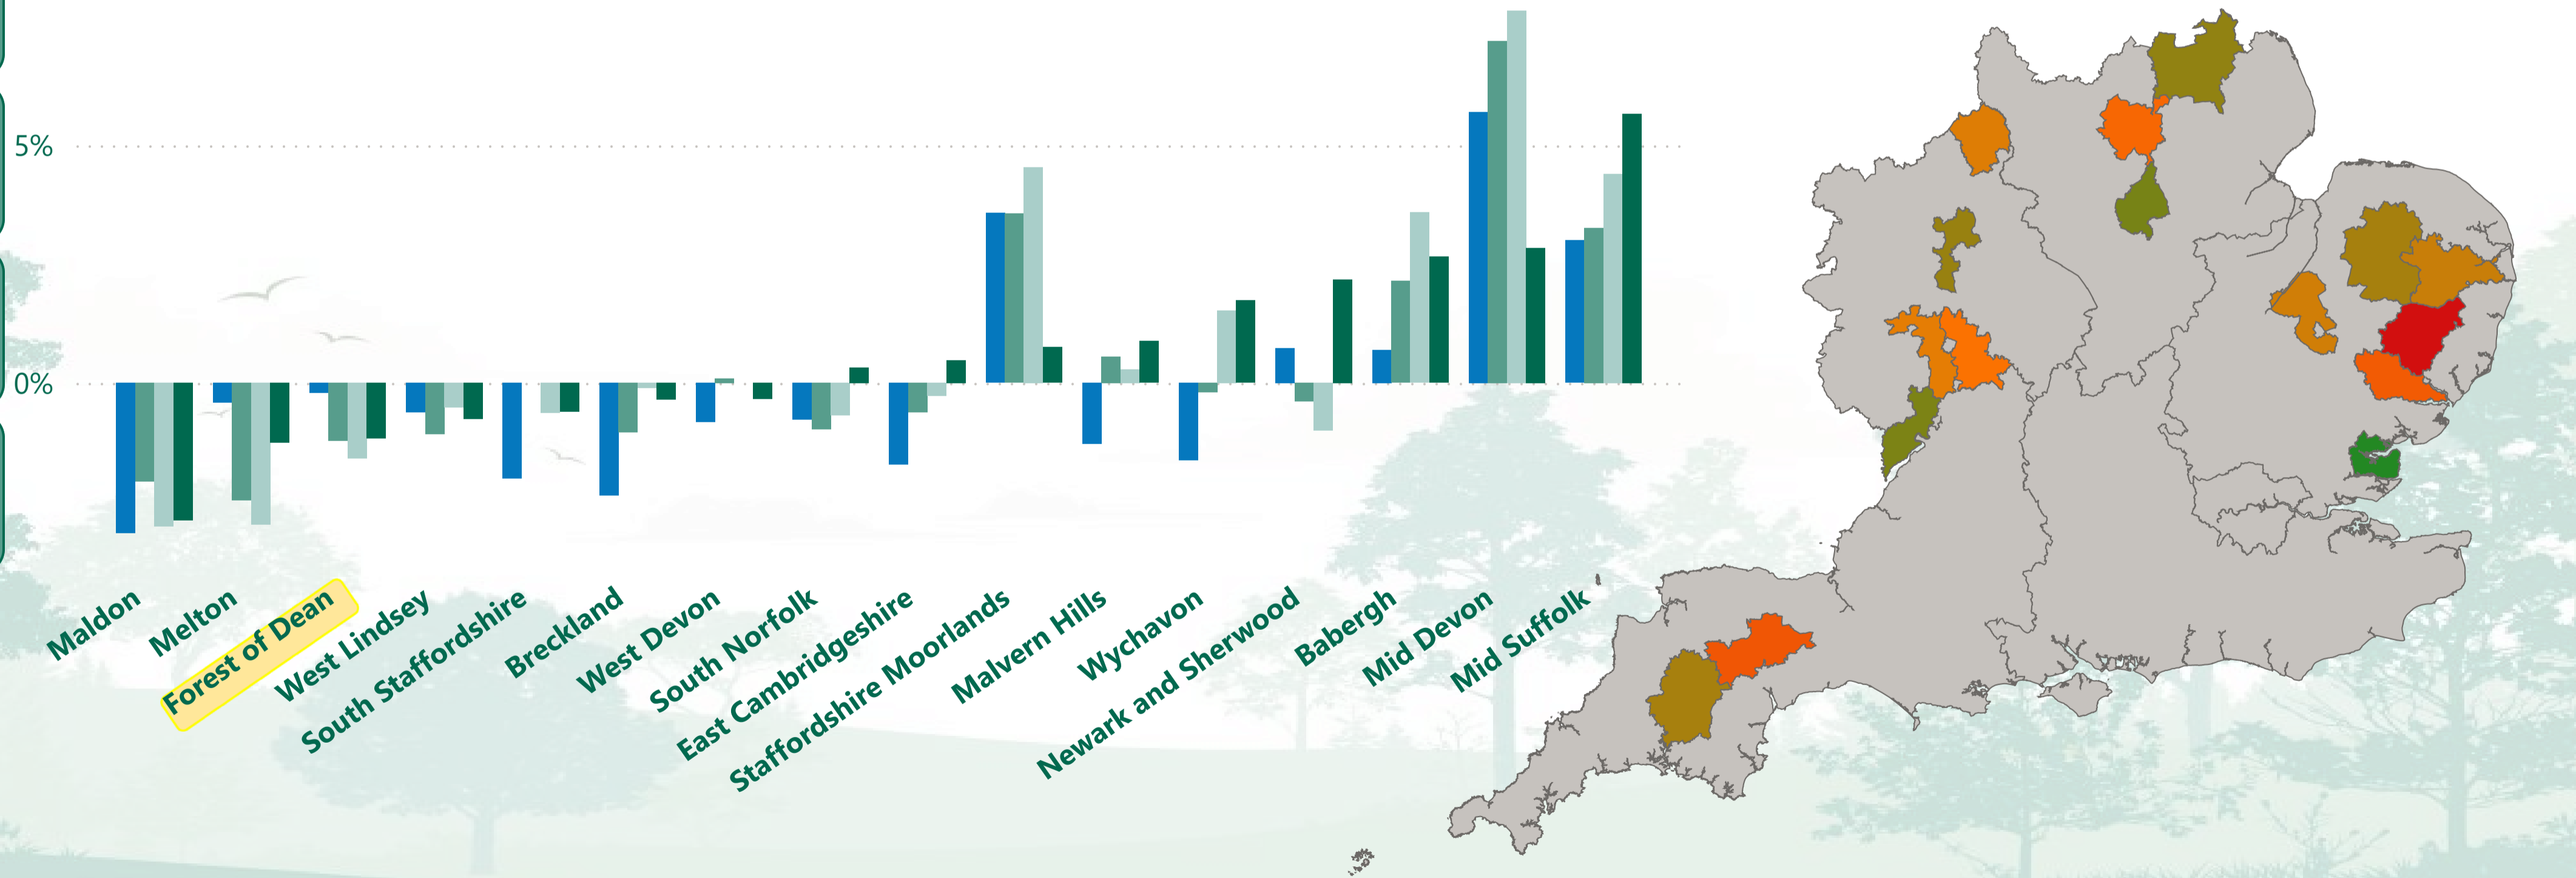 5%
0%
Maldon
Melton
Forest of Dean
West Lindsey
South Staffordshire
Breckland
West Devon
South Norfolk
East Cambridgeshire
Staffordshire Moorlands
Malvern Hills
Wychavon
Newark and Sherwood
Babergh
Mid Devon
Mid Suffolk